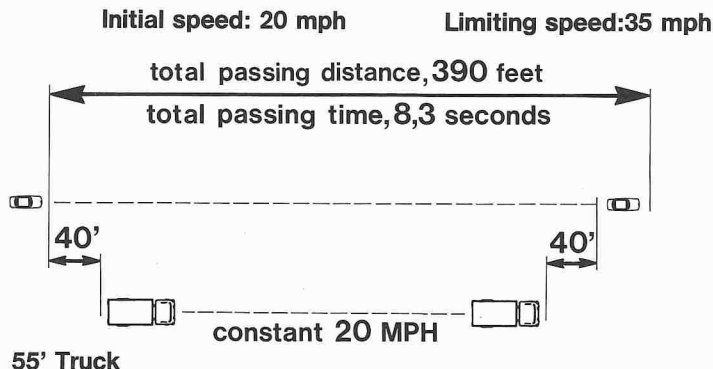 Initial speed: 20 mph Limiting speed:35 mph
total passing distance, 390 feet
total passing time, 8,3 seconds
40' 40'
constant 20 MPH
55' Truck